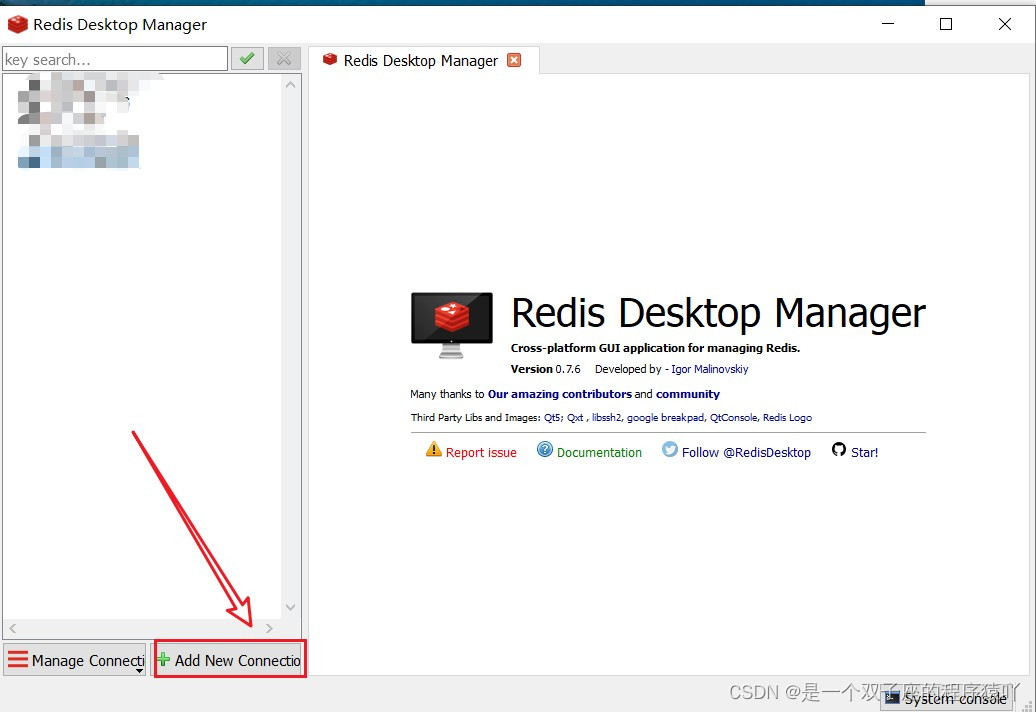 Redis Desktop Manager
key search...
Redis Desktop Manager
Redis Desktop Manager
Cross-platform GUI application for managing Redis.
Version 0.7.6 Developed by - Igor Malinovskiy
Many thanks to Our amazing contributors and community
Third Party Libs and Images: Qt5; Qxt , libssh2, google breakpad, QtConsole, Redis Logo
Report issue Documentation Follow @RedisDesktop Star!
Manage Connecti Add New Connectio
CSDN @是一个双子座的程序猿吖
System console